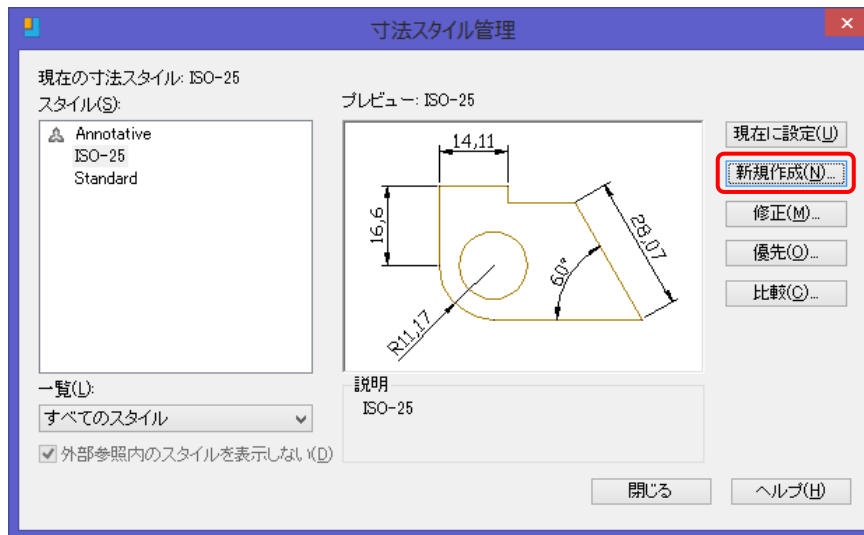 寸法スタイル管理
現在の寸法スタイル: ISO-25
スタイル(S):
Annotative
ISO-25
Standard
プレビュー: ISO-25
14,11
16,6
28,07
60°
R11,17
現在に設定(U)
新規作成(N)...
修正(M)...
優先(O)...
比較(C)...
一覧(L):
すべてのスタイル
外部参照内のスタイルを表示しない(D)
説明
ISO-25
閉じる
ヘルプ(H)